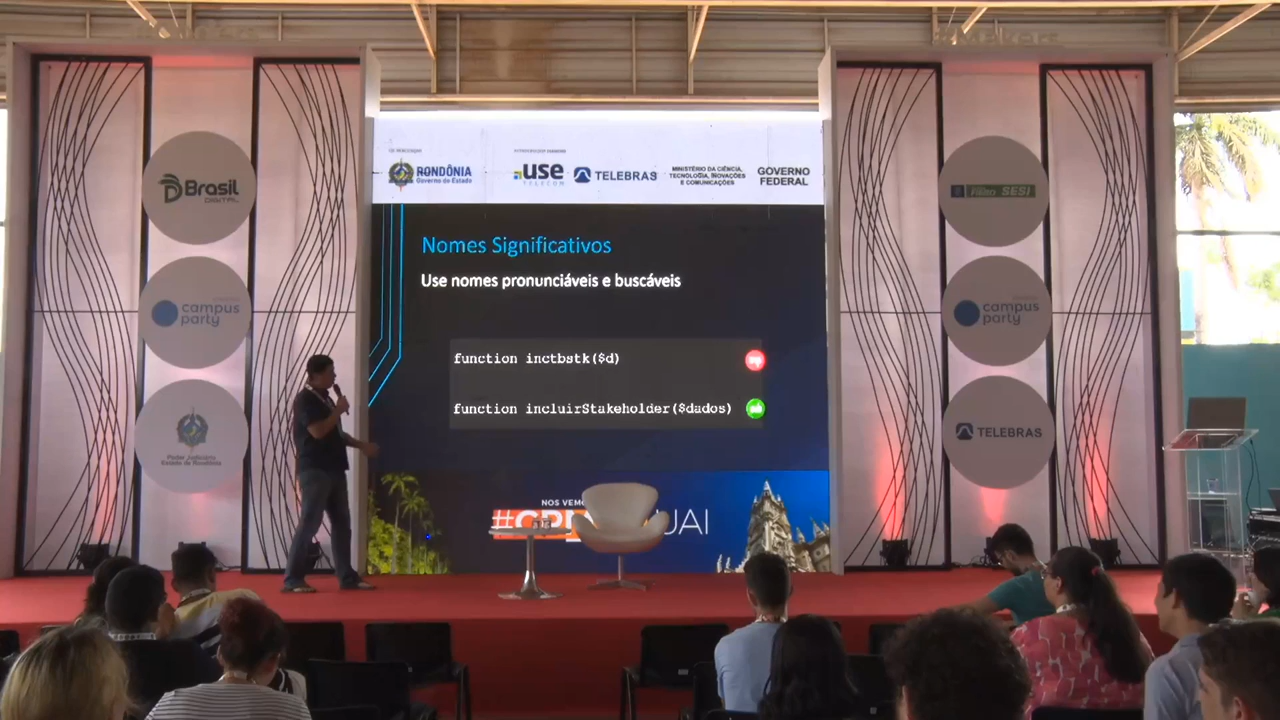 RONDÔNIA
Governo do Estado
USE
TELECOM
TELEBRAS
MINISTÉRIO DA CIÊNCIA,
TECNOLOGIA, INOVAÇÕES
E COMUNICAÇÕES
GOVERNO
FEDERAL
Brasil
DIGITAL
campus
party
Poder Judiciário
Estado de Rondônia
Nomes Significativos
Use nomes pronunciáveis e buscáveis
function inctbstk($d)
function incluirStakeholder($dados)
NOS VEMO
UAI
SESI
campus
party
TELEBRAS